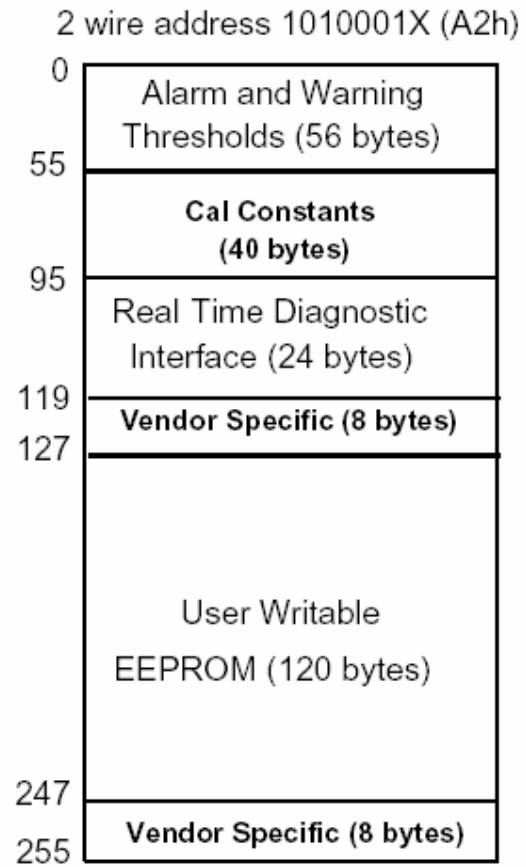 2 wire address 1010001X (A2h)
0
Alarm and Warning
Thresholds (56 bytes)
55
Cal Constants
(40 bytes)
95
Real Time Diagnostic
Interface (24 bytes)
119
Vendor Specific (8 bytes)
127
User Writable
EEPROM (120 bytes)
247
Vendor Specific (8 bytes)
255